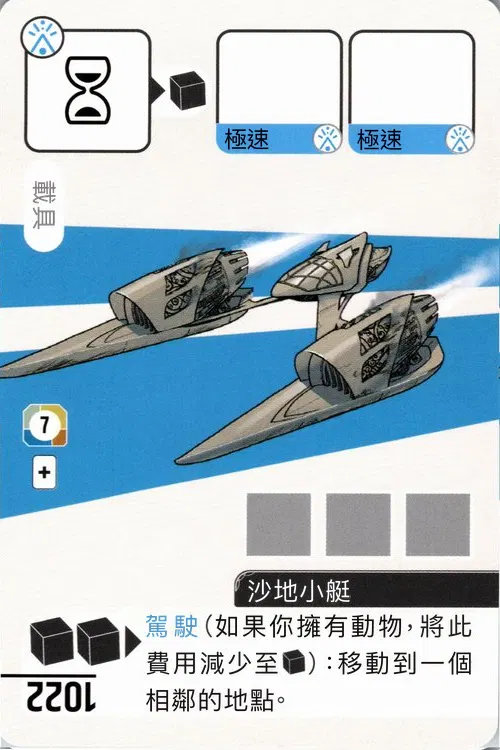 極速
極速
載具
7
+
沙地小艇
駕駛(如果你擁有動物,將此
費用減少至):移動到一個
相鄰的地點。
1022